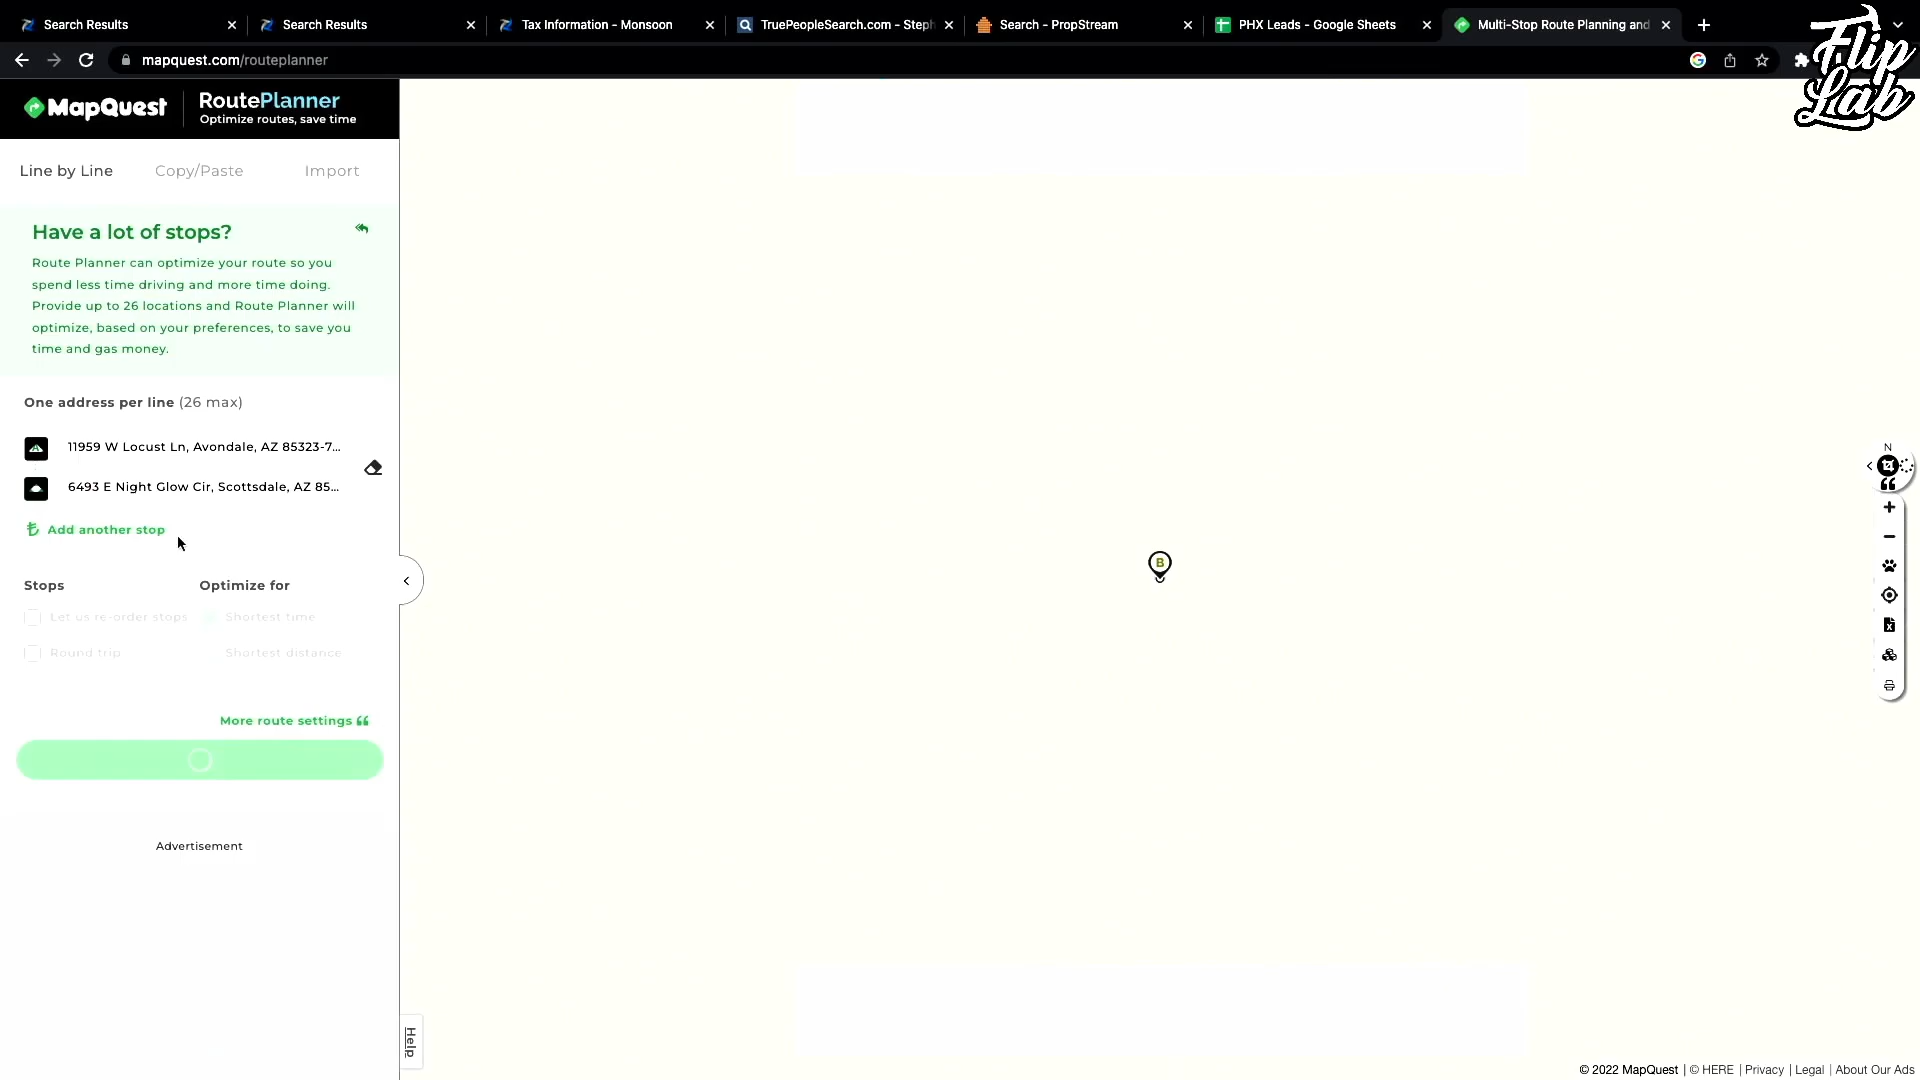 Search Results
Search Results
Tax Information - Monsoon
TruePeopleSearch.com - Steph
Search - PropStream
PHX Leads - Google Sheets
Multi-Stop Route Planning and
mapquest.com/routeplanner
Flip
Lab
MapQuest
RoutePlanner
Optimize routes, save time
Line by Line
Copy/Paste
Import
Have a lot of stops?
Route Planner can optimize your route so you
spend less time driving and more time doing.
Provide up to 26 locations and Route Planner will
optimize, based on your preferences, to save you
time and gas money.
One address per line (26 max)
11959 W Locust Ln, Avondale, AZ 85323-7...
6493 E Night Glow Cir, Scottsdale, AZ 85...
Add another stop
Stops
Optimize for
Let us re-order stops
Shortest time
Round trip
Shortest distance
More route settings
Advertisement
B
N
Help
© 2022 MapQuest | © HERE | Privacy | Legal | About Our Ads